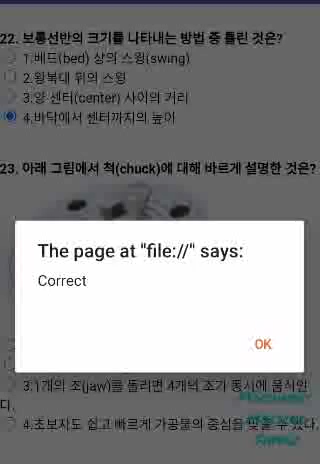 22. 보통선반의 크기를 나타내는 방법 중 틀린 것은?
1.베드(bed) 상의 스윙(swing)
2.왕복대 위의 스윙
3.양 센터(center) 사이의 거리
4.바닥에서 센터까지의 높이
23. 아래 그림에서 척(chuck)에 대해 바르게 설명한 것은?
The page at "file://" says:
Correct
OK
3.1개의 조(jaw)를 돌리면 4개의 조가 동시에 움직인
다.
4.초보자도 쉽고 빠르게 가공물의 중심을 맞출 수 있다.